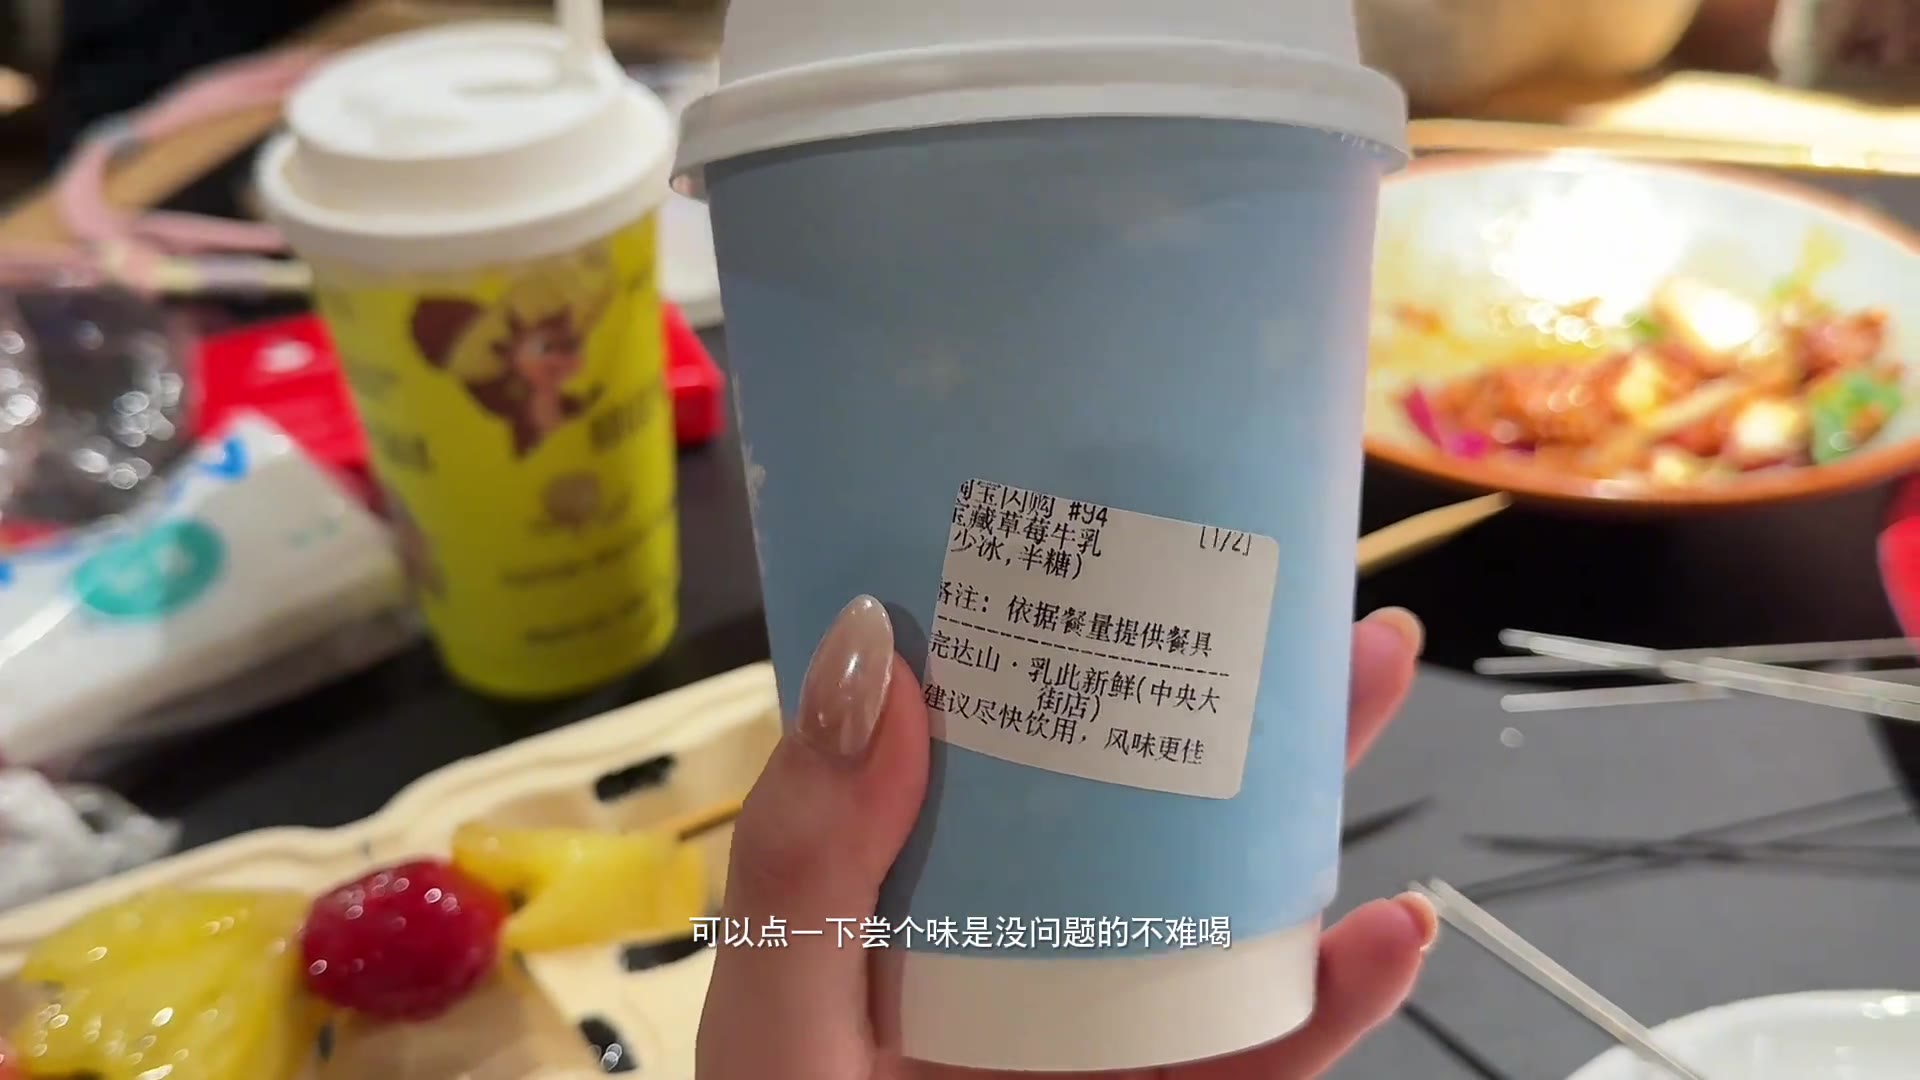 宝闪购 #94
[1/2]
藏草莓牛乳
少冰,半糖)
备注：依据餐量提供餐具
完达山·乳此新鲜(中央大
街店)
建议尽快饮用，风味更佳
可以点一下尝个味是没问题的不难喝